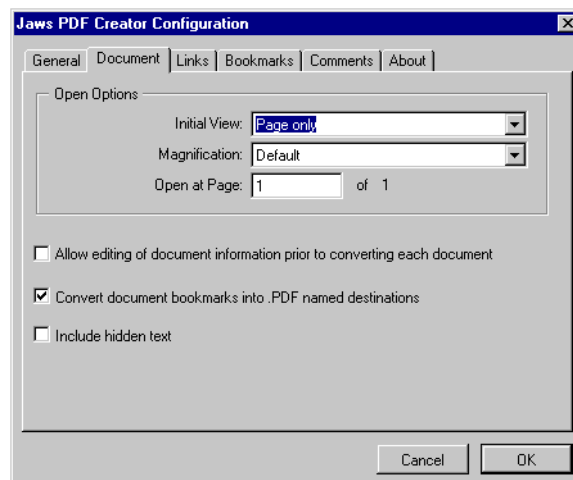 Jaws PDF Creator Configuration
General Document Links Bookmarks Comments About
Open Options
Initial View: Page only
Magnification: Default
Open at Page: 1 of 1
Allow editing of document information prior to converting each document
Convert document bookmarks into .PDF named destinations
Include hidden text
Cancel OK